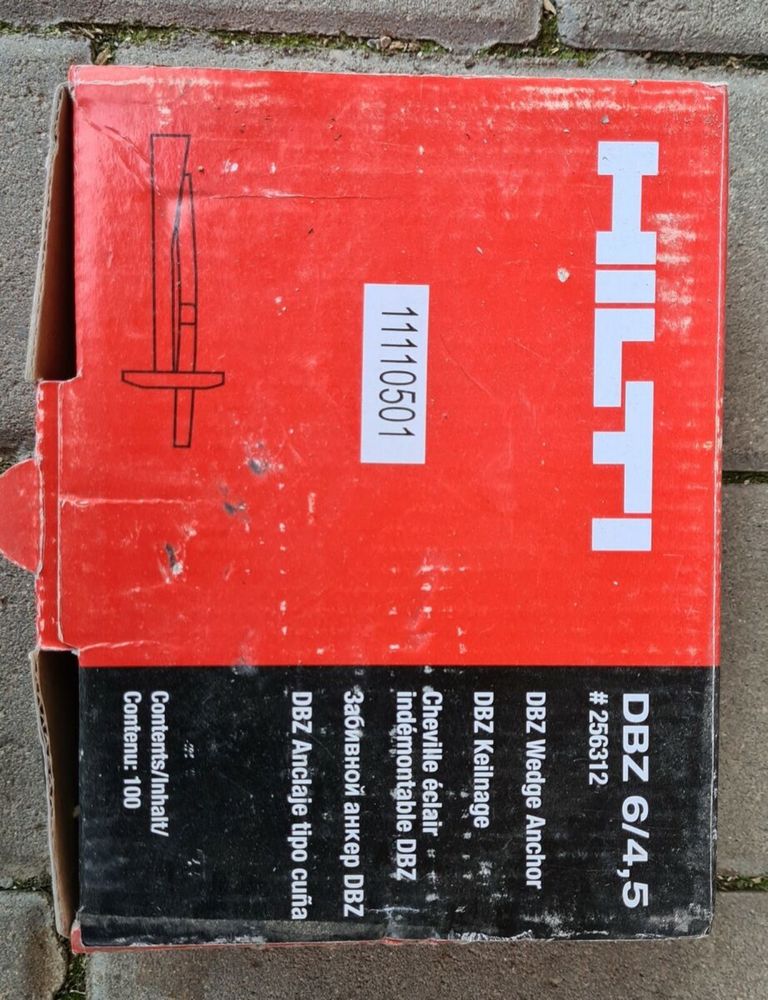 HILTI
11110501
DBZ 6/4,5
# 256312
DBZ Wedge Anchor
DBZ Keilnage
Cheville éclair
indémontable DBZ
Забивной анкер DBZ
DBZ Anclaje tipo cuña
Contents/Inhalt/
Contenu: 100